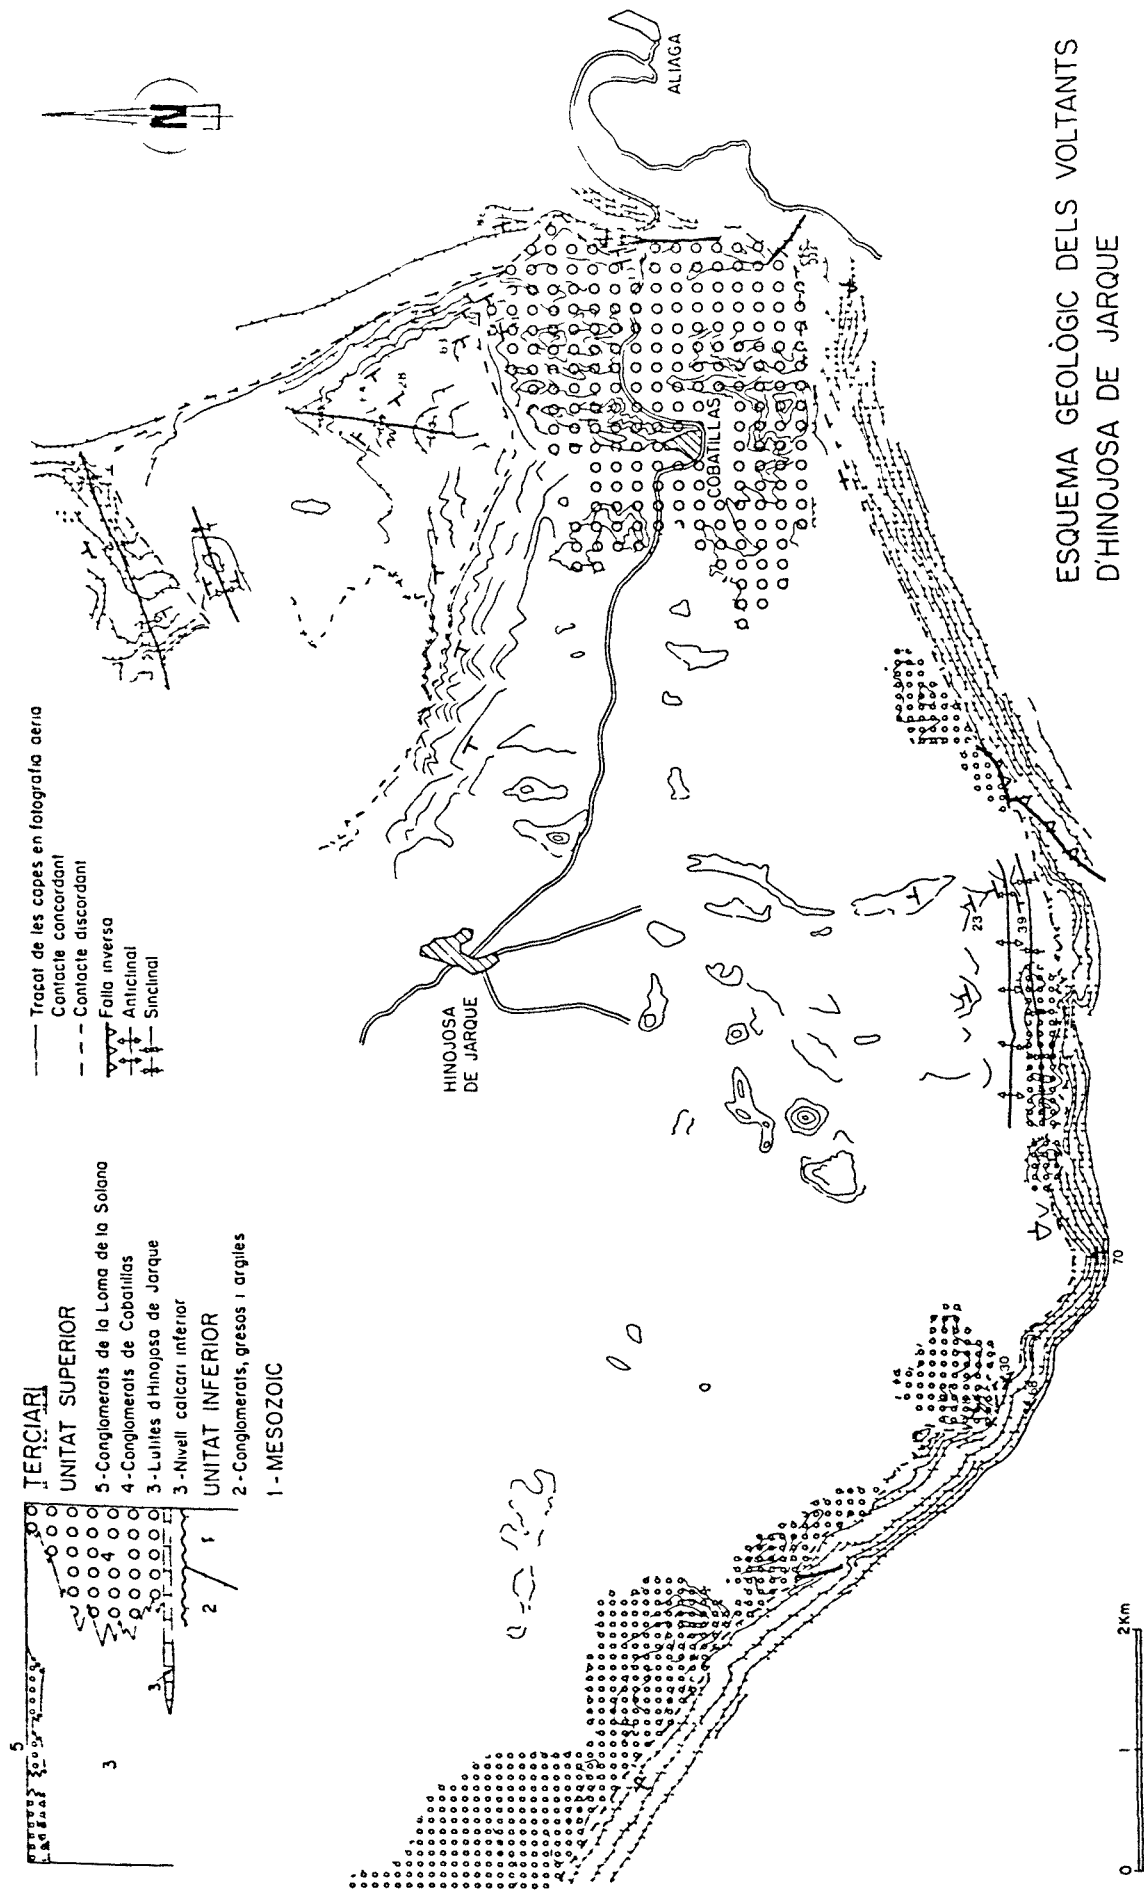 ESQUEMA GEOLÒGIC DELS VOLTANTS
D'HINOJOSA DE JARQUE
N
ALIAGA
COBATILLAS
HINOJOSA
DE JARQUE
Traçat de les capes en fotografia aeria
Contacte concordant
Contacte discordant
Falla inversa
Anticlinal
Sinclinal
TERCIARI
UNITAT SUPERIOR
5-Conglomerats de la Loma de la Solana
4-Conglomerats de Cobatillas
3-Lutites d'Hinojosa de Jarque
3-Nivell calcari inferior
UNITAT INFERIOR
2-Conglomerats, gresos i argiles
1-MESOZOIC
5
4
3
3
2
1
28
23
39
70
30
68
0
1
2Km